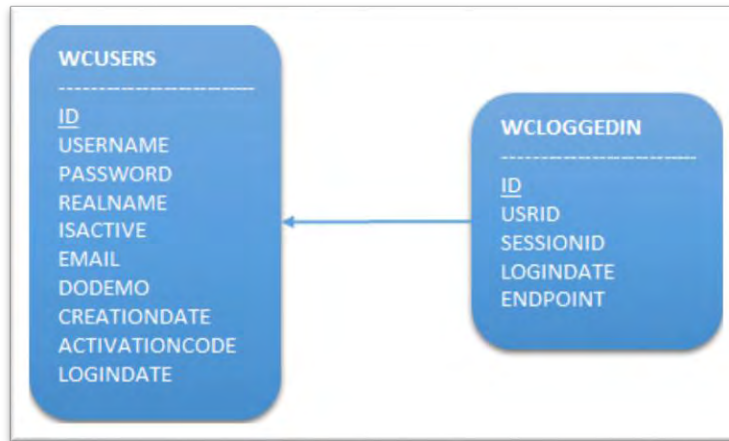 WCUSERS
---------------------------
ID
USERNAME
PASSWORD
REALNAME
ISACTIVE
EMAIL
DODEMO
CREATIONDATE
ACTIVATIONCODE
LOGINDATE
WCLOGGEDIN
---------------------------
ID
USRID
SESSIONID
LOGINDATE
ENDPOINT